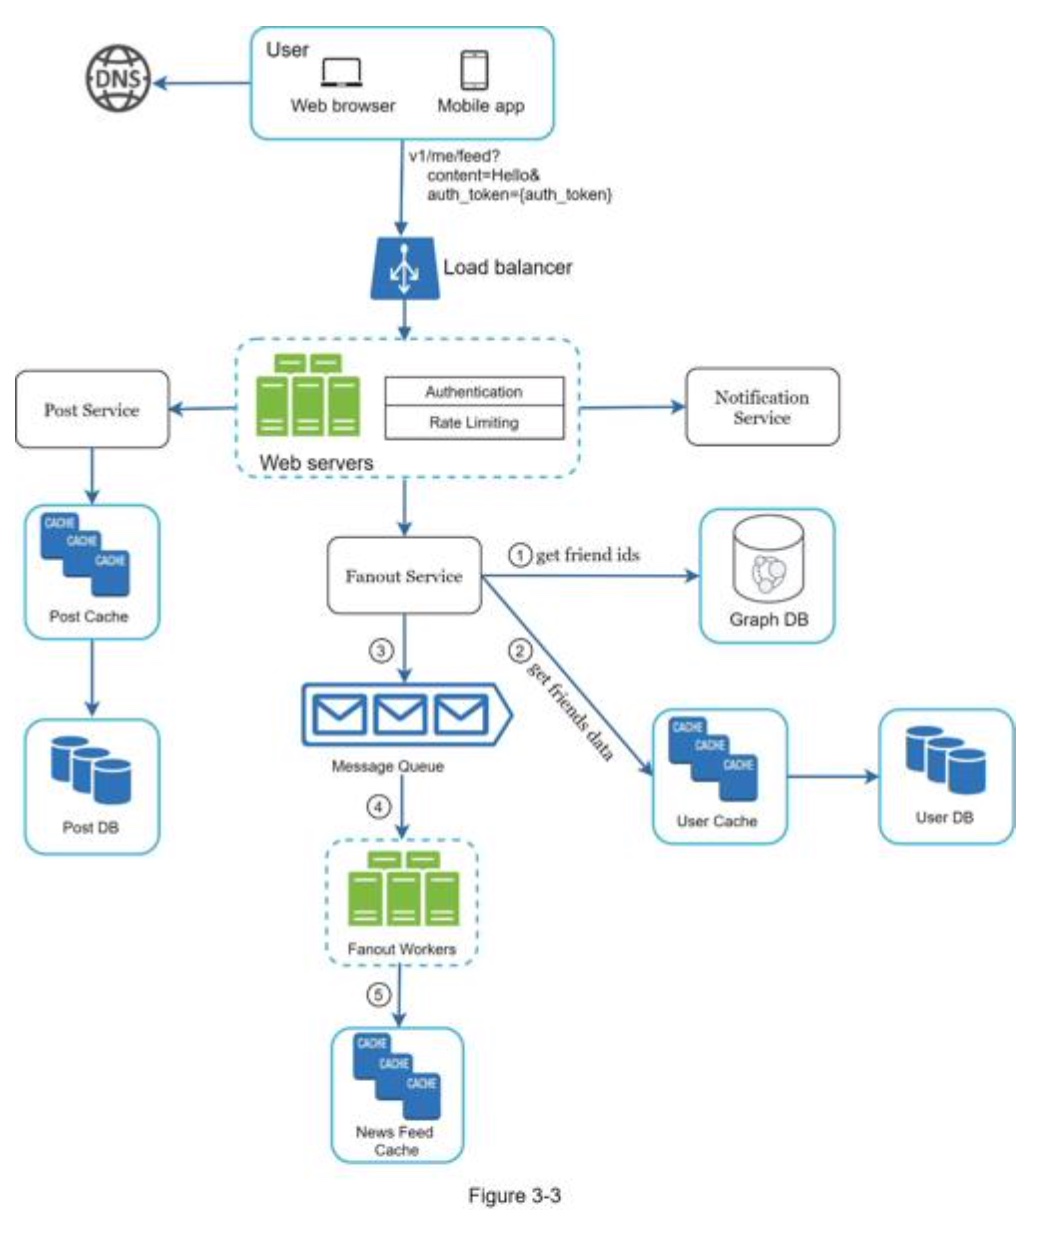 User
DNS
Web browser
Mobile app
v1/me/feed?
content=Hello&
auth_token={auth_token}
Load balancer
Authentication
Rate Limiting
Web servers
Post Service
Notification
Service
CACHE
CACHE
CACHE
Post Cache
Fanout Service
1 get friend ids
Graph DB
2 get friends data
3
Message Queue
Post DB
CACHE
CACHE
CACHE
User Cache
User DB
4
Fanout Workers
5
CACHE
CACHE
CACHE
News Feed
Cache
Figure 3-3